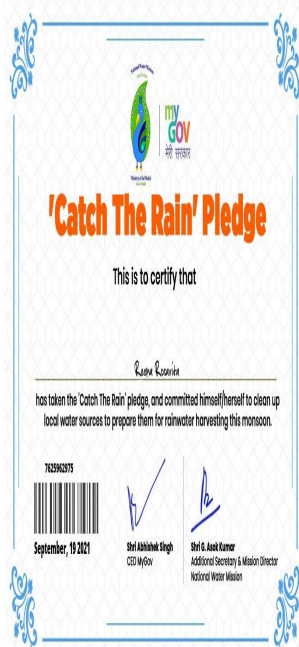 my
GOV
मेरी सरकार
'Catch The Rain' Pledge
This is to certify that
Reena
has taken the 'Catch The Rain' pledge, and committed himself/herself to clean up
local water sources to prepare them for rainwater harvesting this monsoon.
7625962975
September, 19 2021
Shri Abhishek Singh
CEO MyGov
Shri G. Asok Kumar
Additional Secretary & Mission Director
National Water Mission